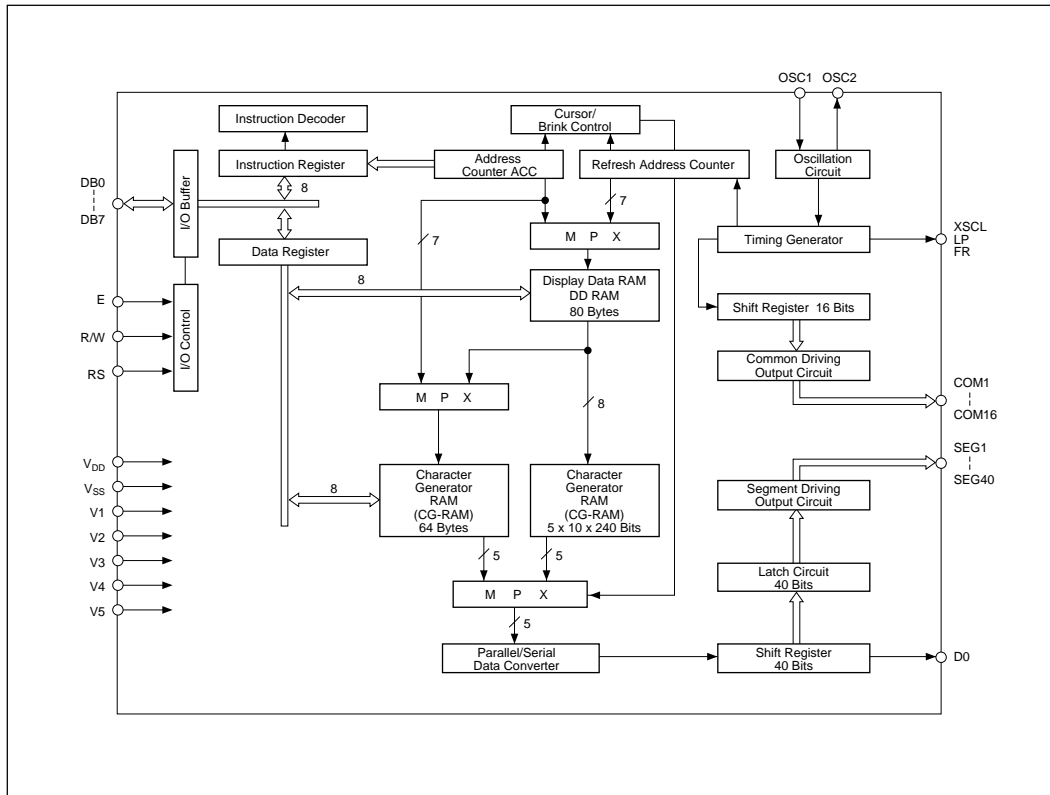 OSC1 OSC2
Instruction Decoder
Cursor/
Brink Control
Instruction Register
Address
Counter ACC
Refresh Address Counter
Oscillation
Circuit
DB0
DB7
I/O Buffer
8
7
7
M P X
Timing Generator
XSCL
LP
FR
Data Register
8
Display Data RAM
DD RAM
80 Bytes
E
R/W
RS
I/O Control
Shift Register 16 Bits
Common Driving
Output Circuit
COM1
COM16
M P X
8
VDD
VSS
V1
V2
V3
V4
V5
8
Character
Generator
RAM
(CG-RAM)
64 Bytes
Character
Generator
RAM
(CG-RAM)
5 x 10 x 240 Bits
SEG1
SEG40
Segment Driving
Output Circuit
5
5
Latch Circuit
40 Bits
M P X
5
Parallel/Serial
Data Converter
Shift Register
40 Bits
D0